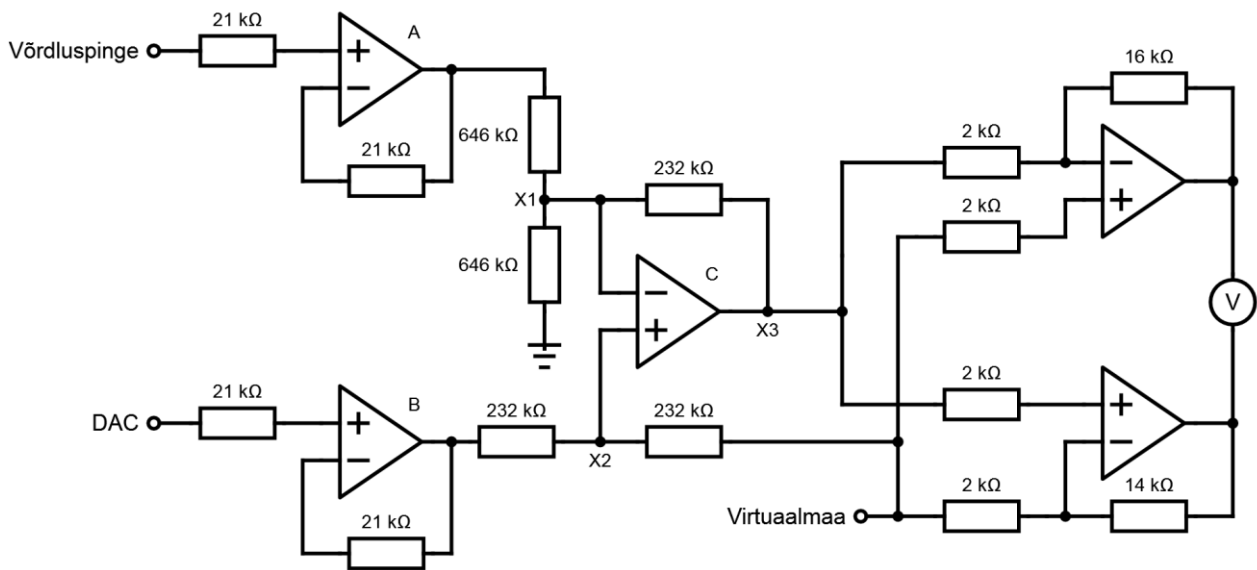 21 kΩ
A
Võrdluspinge
+
−
21 kΩ
646 kΩ
X1
646 kΩ
232 kΩ
C
−
+
X3
16 kΩ
2 kΩ
−
+
2 kΩ
V
21 kΩ
B
DAC
+
−
21 kΩ
232 kΩ
X2
232 kΩ
2 kΩ
+
−
2 kΩ
14 kΩ
Virtuaalmaa